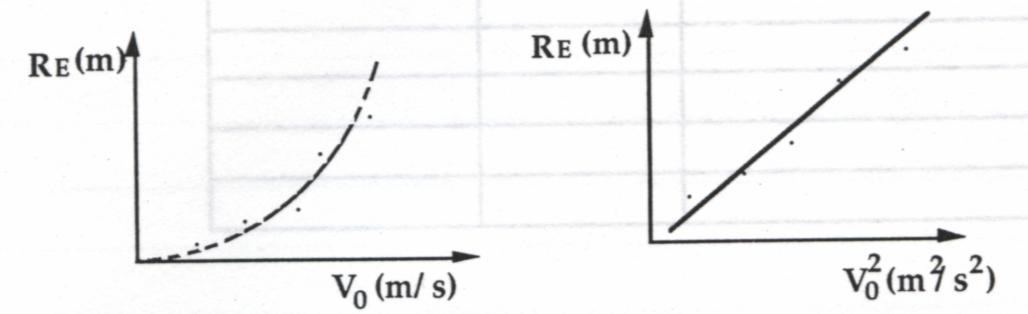 RE (m)
V₀ (m/s)
RE (m)
V₀² (m²/s²)